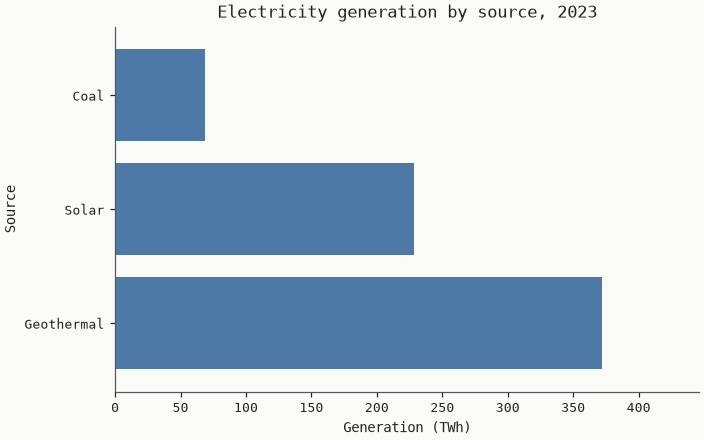 Electricity generation by source, 2023
Source
Coal
Solar
Geothermal
0 50 100 150 200 250 300 350 400
Generation (TWh)